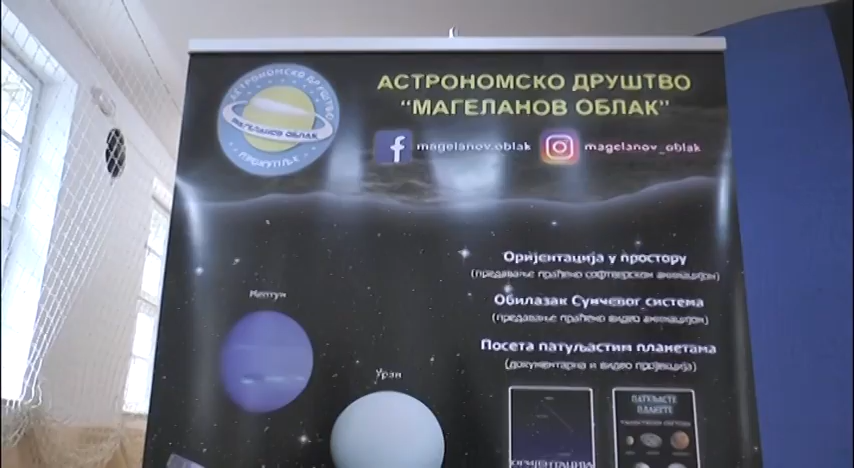 АСТРОНОМСКО ДРУШТВО
“МАГЕЛАНОВ ОБЛАК”
АСТРОНОМСКО ДРУШТВО
МАГЕЛАНОВ ОБЛАК
ПРОКУПЉЕ
magelanov.oblak
magelanov_oblak
Оријентација у простору
(предавање праћено софтверском анимацијом)
Обилазак Сунчевог система
(предавање праћено видео анимацијом)
Посета патуљастим планетама
(документарна и видео пројекција)
Нептун
Уран
ОРИЈЕНТАЦИЈА
ПАТУЉАСТЕ
ПЛАНЕТЕ